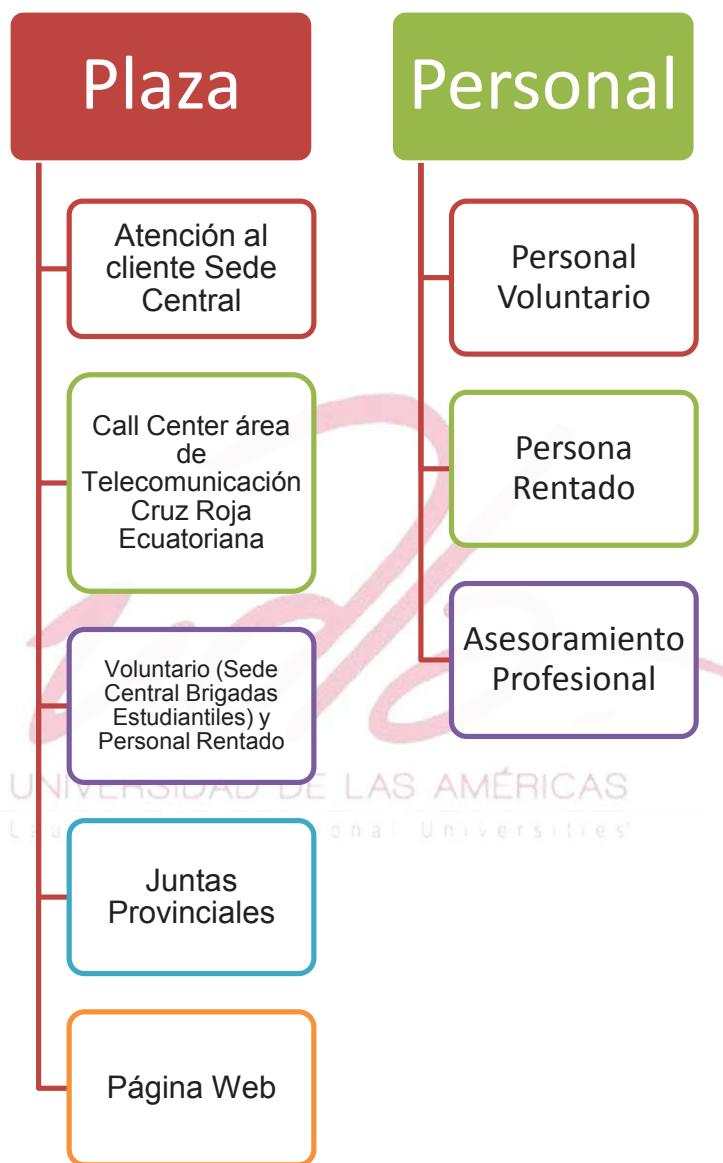 Plaza
Atención al
cliente Sede
Central
Call Center área
de
Telecomunicación
Cruz Roja
Ecuatoriana
Voluntario (Sede
Central Brigadas
Estudiantiles) y
Personal Rentado
Juntas
Provinciales
Página Web
Personal
Personal
Voluntario
Persona
Rentado
Asesoramiento
Profesional
UNIVERSIDAD DE LAS AMÉRICAS
Universities